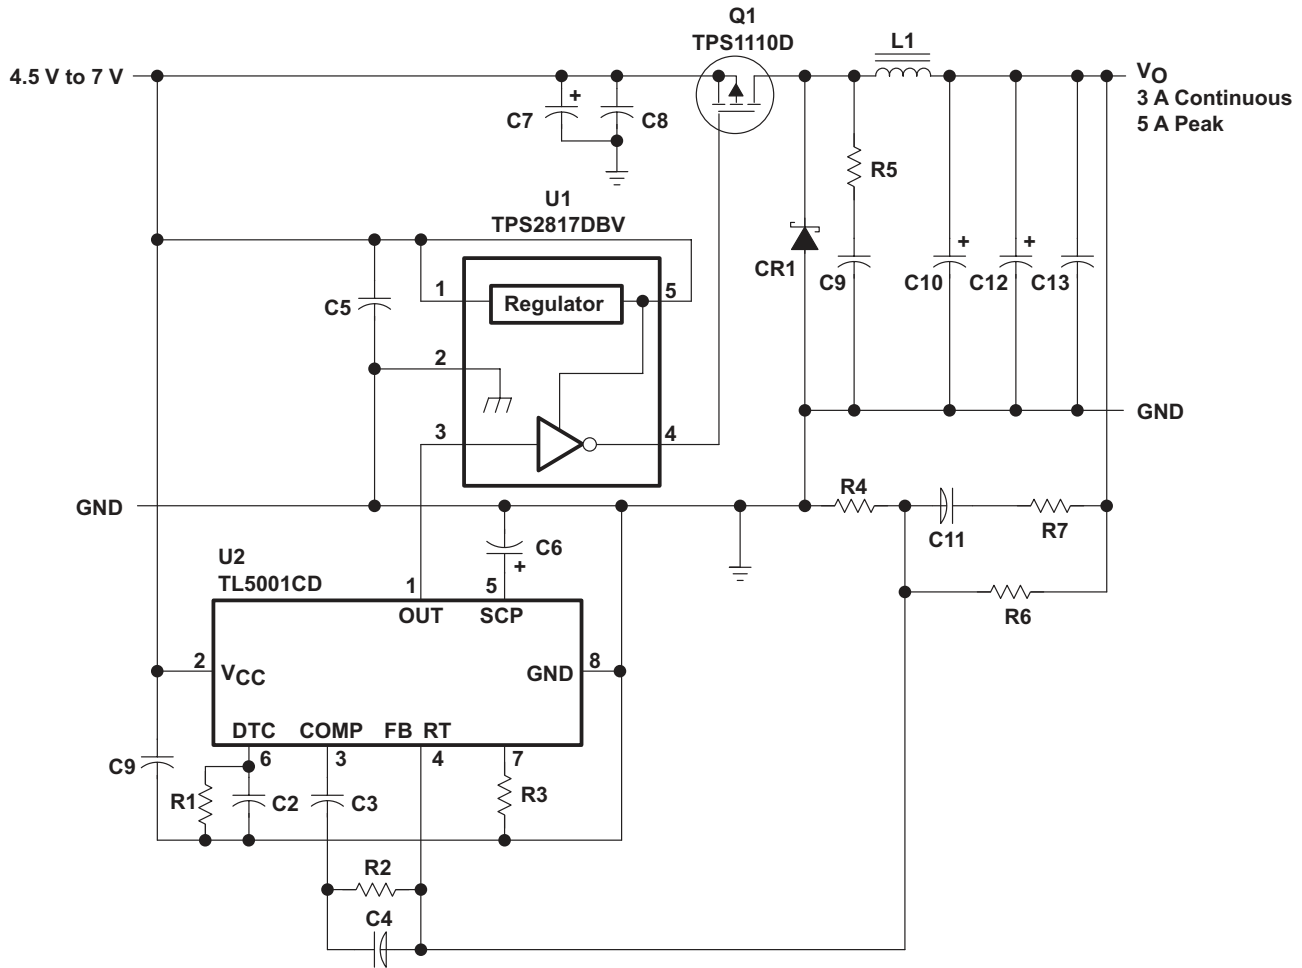 Q1
TPS1110D
L1
4.5 V to 7 V
VO
3 A Continuous
5 A Peak
+
C7
C8
R5
U1
TPS2817DBV
CR1
C9
+
C10
+
C12
C13
C5
1
Regulator
5
2
3
4
GND
GND
R4
C11
R7
C6
+
U2
TL5001CD
1
5
OUT
SCP
R6
2
VCC
GND
8
DTC
COMP
FB
RT
6
3
4
7
C9
R1
C2
C3
R3
R2
C4